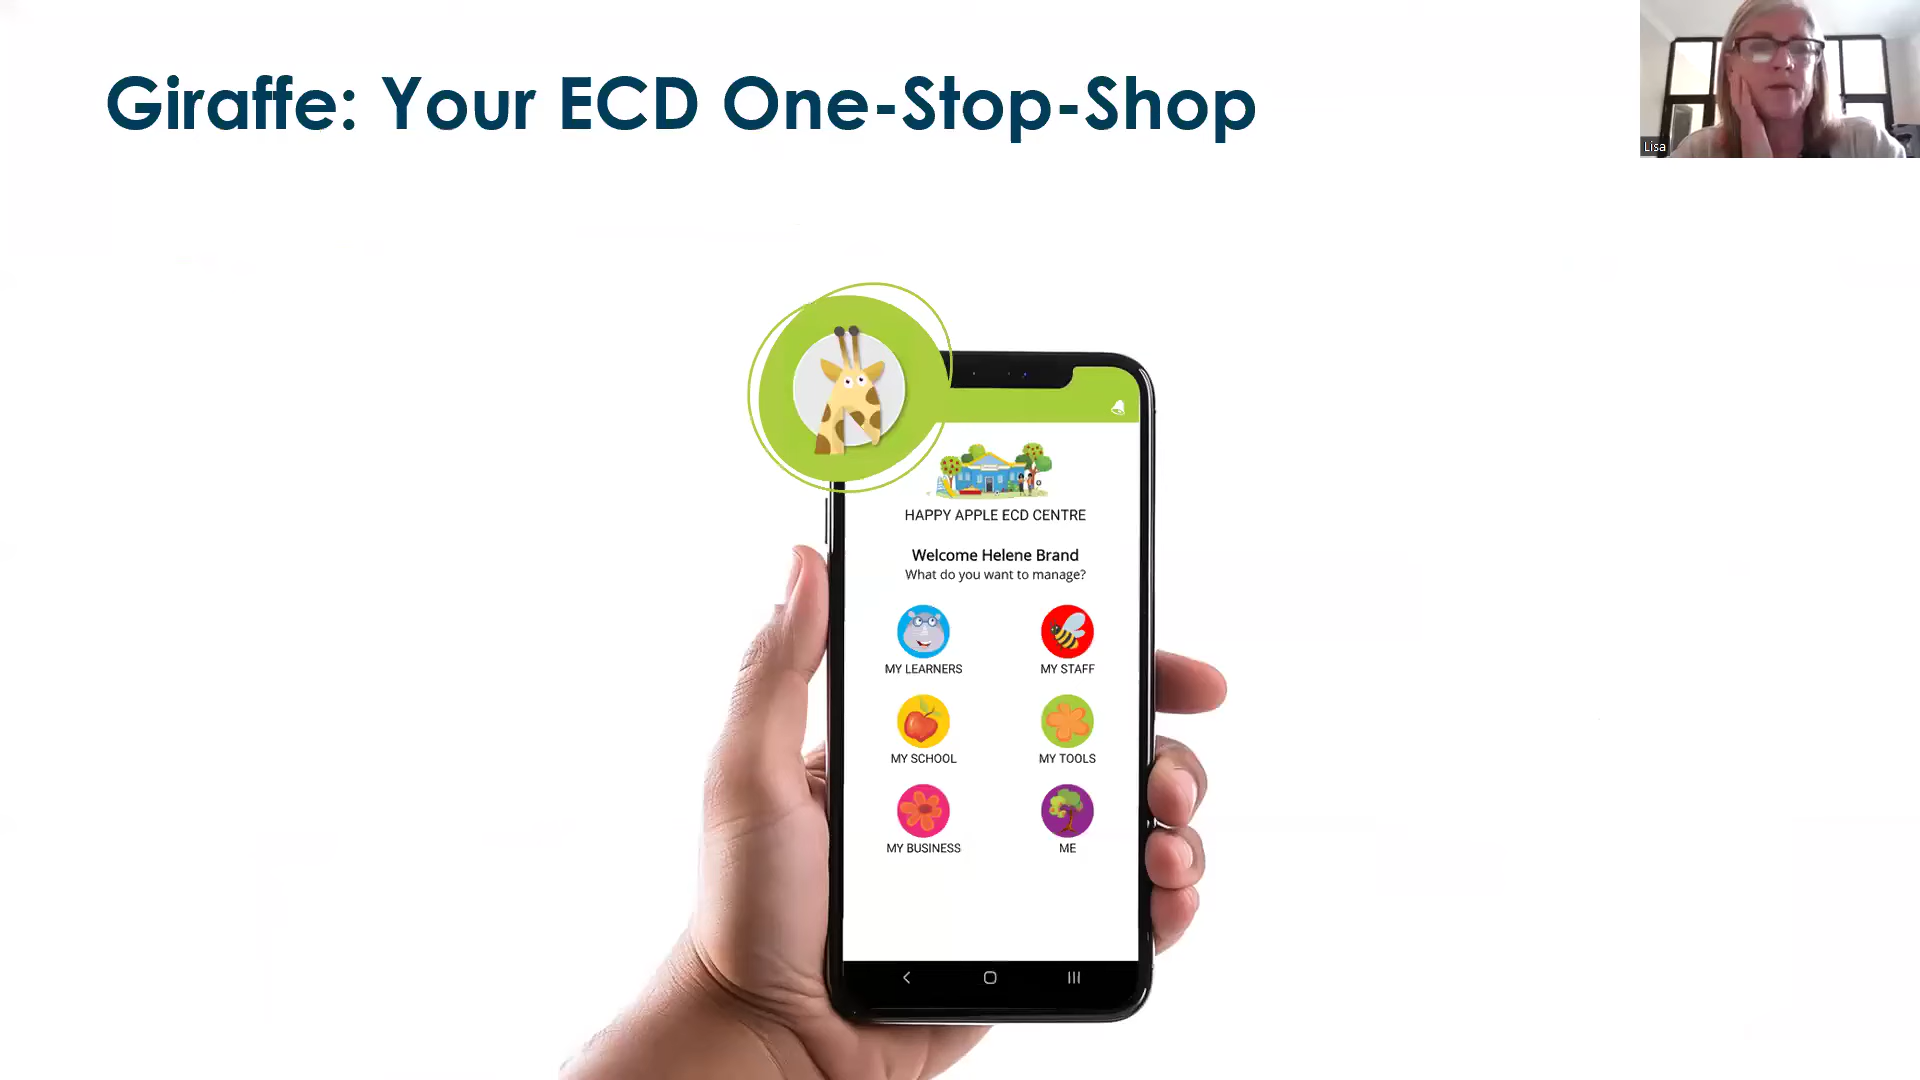 Giraffe: Your ECD One-Stop-Shop
Lisa
HAPPY APPLE ECD CENTRE
Welcome Helene Brand
What do you want to manage?
MY LEARNERS
MY STAFF
MY SCHOOL
MY TOOLS
MY BUSINESS
ME